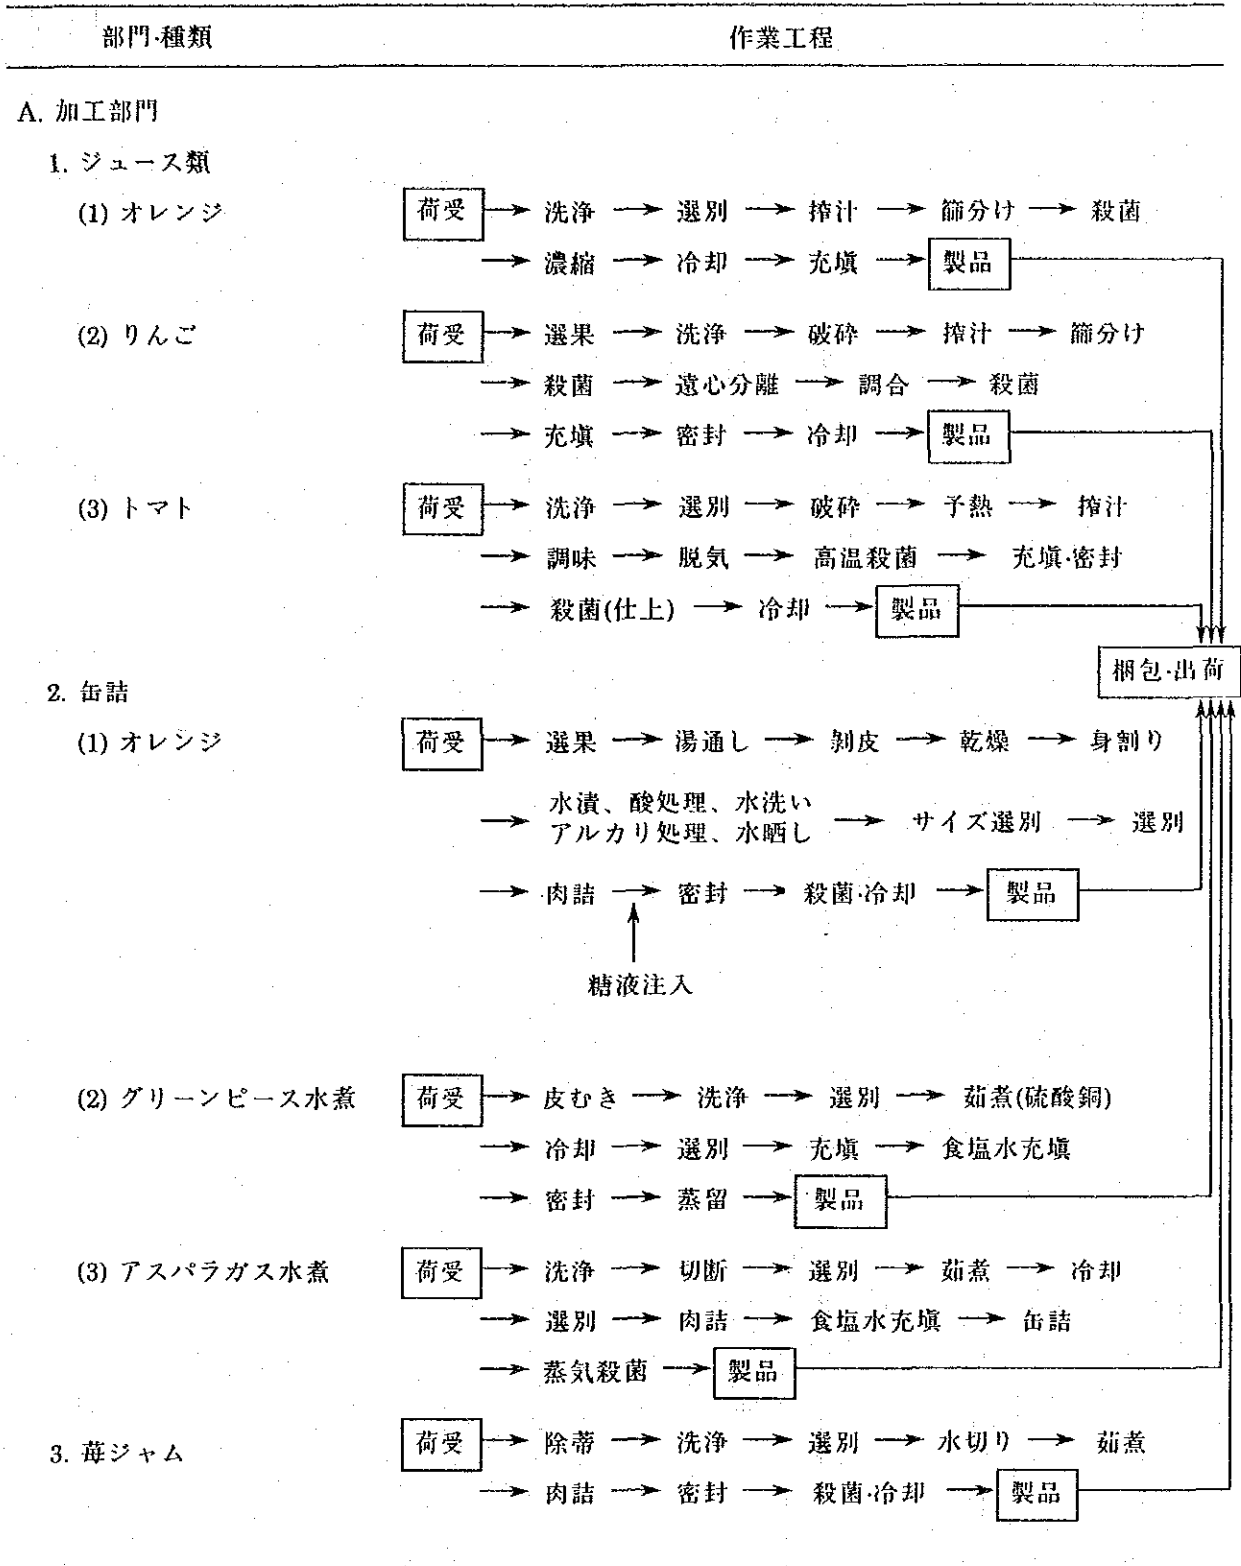 部門・種類 作業工程
A. 加工部門
1. ジュース類
(1) オレンジ 荷受 → 洗浄 → 選別 → 搾汁 → 篩分け → 殺菌
→ 濃縮 → 冷却 → 充塡 → 製品
(2) りんご 荷受 → 選果 → 洗浄 → 破砕 → 搾汁 → 篩分け
→ 殺菌 → 遠心分離 → 調合 → 殺菌
→ 充塡 → 密封 → 冷却 → 製品
(3) トマト 荷受 → 洗浄 → 選別 → 破砕 → 予熱 → 搾汁
→ 調味 → 脱気 → 高温殺菌 → 充塡・密封
→ 殺菌(仕上) → 冷却 → 製品
梱包・出荷
2. 缶詰
(1) オレンジ 荷受 → 選果 → 湯通し → 剝皮 → 乾燥 → 身割り
水漬、酸処理、水洗い
→ アルカリ処理、水晒し → サイズ選別 → 選別
→ 肉詰 → 密封 → 殺菌・冷却 → 製品
糖液注入
(2) グリーンピース水煮 荷受 → 皮むき → 洗浄 → 選別 → 茹煮(硫酸銅)
→ 冷却 → 選別 → 充塡 → 食塩水充塡
→ 密封 → 蒸留 → 製品
(3) アスパラガス水煮 荷受 → 洗浄 → 切断 → 選別 → 茹煮 → 冷却
→ 選別 → 肉詰 → 食塩水充塡 → 缶詰
→ 蒸気殺菌 → 製品
3. 苺ジャム 荷受 → 除蒂 → 洗浄 → 選別 → 水切り → 茹煮
→ 肉詰 → 密封 → 殺菌・冷却 → 製品